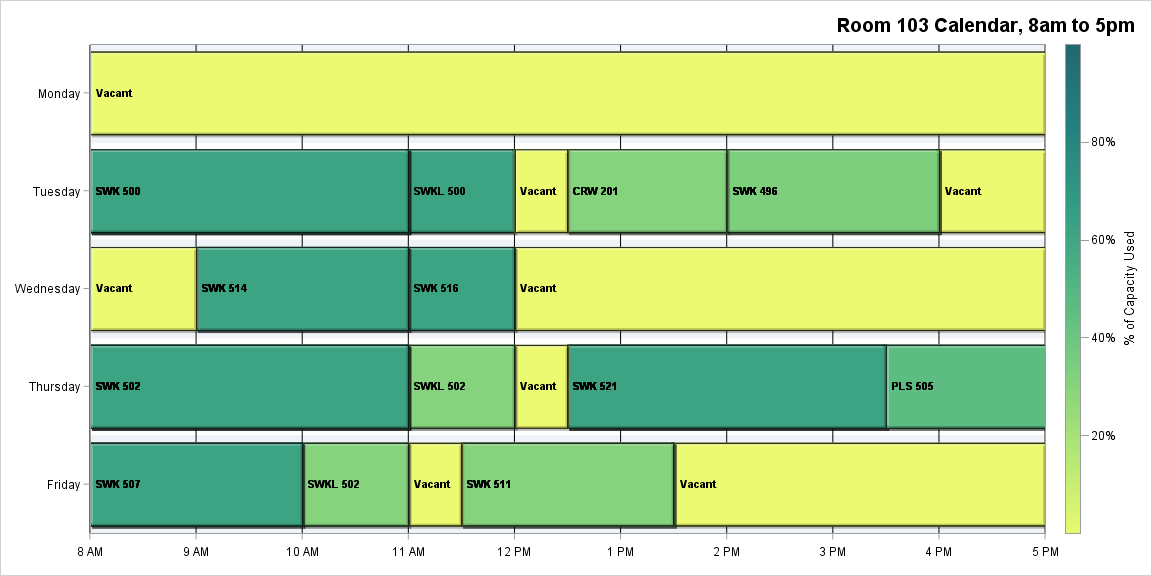 Room 103 Calendar, 8am to 5pm
Monday
Vacant
Tuesday
SWK 500
SWKL 500
Vacant
CRW 201
SWK 496
Vacant
Wednesday
Vacant
SWK 514
SWK 516
Vacant
Thursday
SWK 502
SWKL 502
Vacant
SWK 521
PLS 505
Friday
SWK 507
SWKL 502
Vacant
SWK 511
Vacant
8 AM
9 AM
10 AM
11 AM
12 PM
1 PM
2 PM
3 PM
4 PM
5 PM
80%
60%
40%
20%
% of Capacity Used